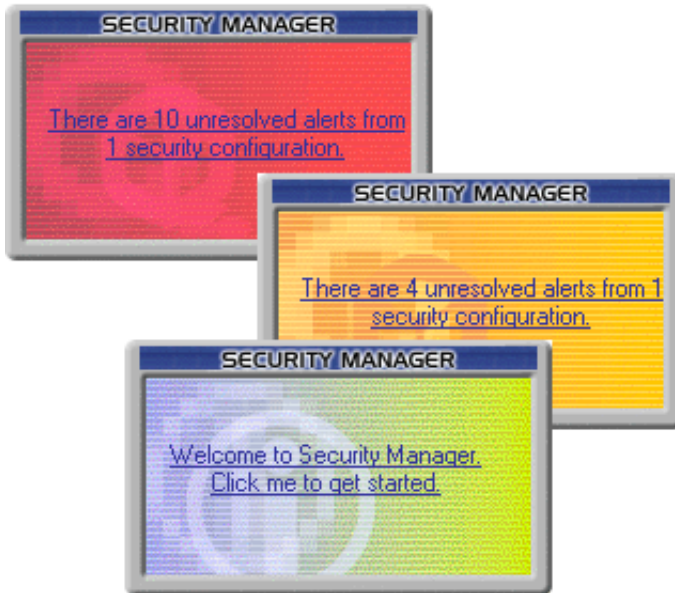 SECURITY MANAGER
There are 10 unresolved alerts from
1 security configuration.
SECURITY MANAGER
There are 4 unresolved alerts from 1
security configuration.
SECURITY MANAGER
Welcome to Security Manager.
Click me to get started.